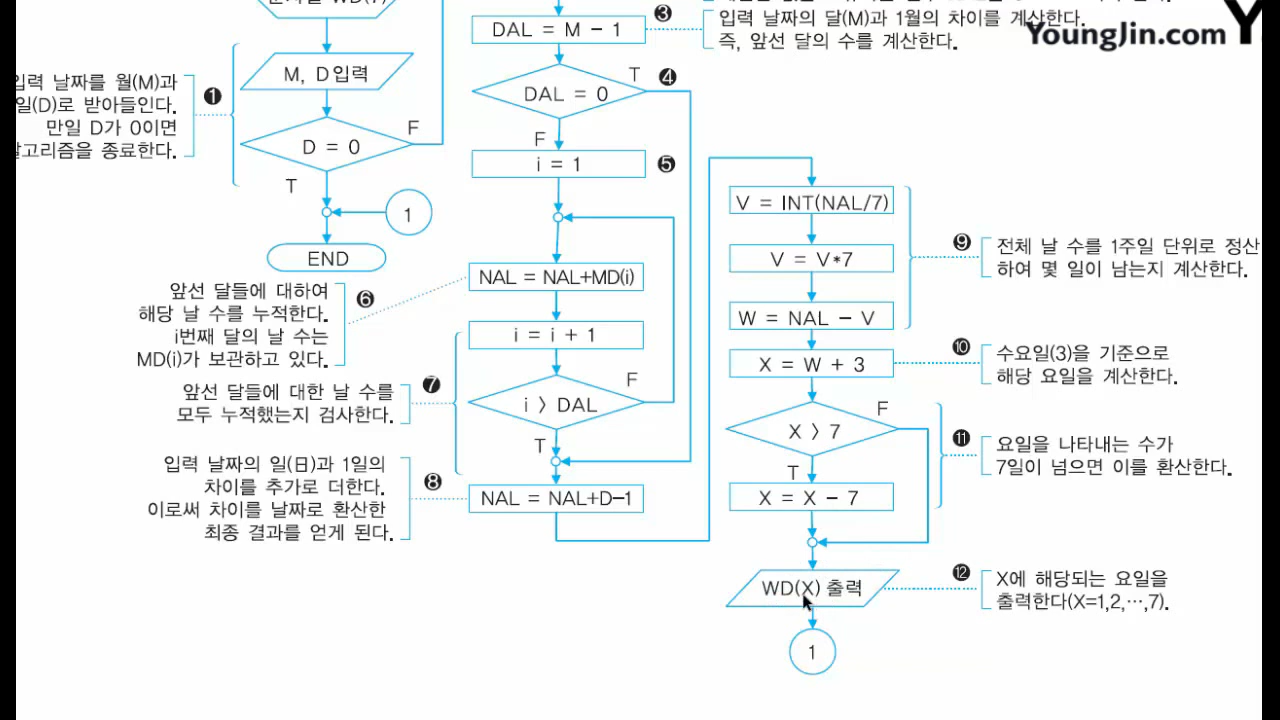 M, D입력
D = 0
F
T
1
END
입력 날짜를 월(M)과
일(D)로 받아들인다.
만일 D가 0이면
알고리즘을 종료한다.
❶
DAL = M − 1
❸
입력 날짜의 달(M)과 1월의 차이를 계산한다.
즉, 앞선 달의 수를 계산한다.
YoungJin.com Y
DAL = 0
T
❹
F
i = 1
❺
NAL = NAL+MD(i)
앞선 달들에 대하여
해당 날 수를 누적한다.
i번째 달의 날 수는
MD(i)가 보관하고 있다.
❻
i = i + 1
i 〉 DAL
F
T
앞선 달들에 대한 날 수를
모두 누적했는지 검사한다.
❼
NAL = NAL+D−1
입력 날짜의 일(日)과 1일의
차이를 추가로 더한다.
이로써 차이를 날짜로 환산한
최종 결과를 얻게 된다.
❽
V = INT(NAL/7)
V = V*7
W = NAL − V
❾
전체 날 수를 1주일 단위로 정산
하여 몇 일이 남는지 계산한다.
X = W + 3
❿
수요일(3)을 기준으로
해당 요일을 계산한다.
X 〉 7
F
T
X = X − 7
⓫
요일을 나타내는 수가
7일이 넘으면 이를 환산한다.
WD(X) 출력
⓬
X에 해당되는 요일을
출력한다(X=1,2,…,7).
1